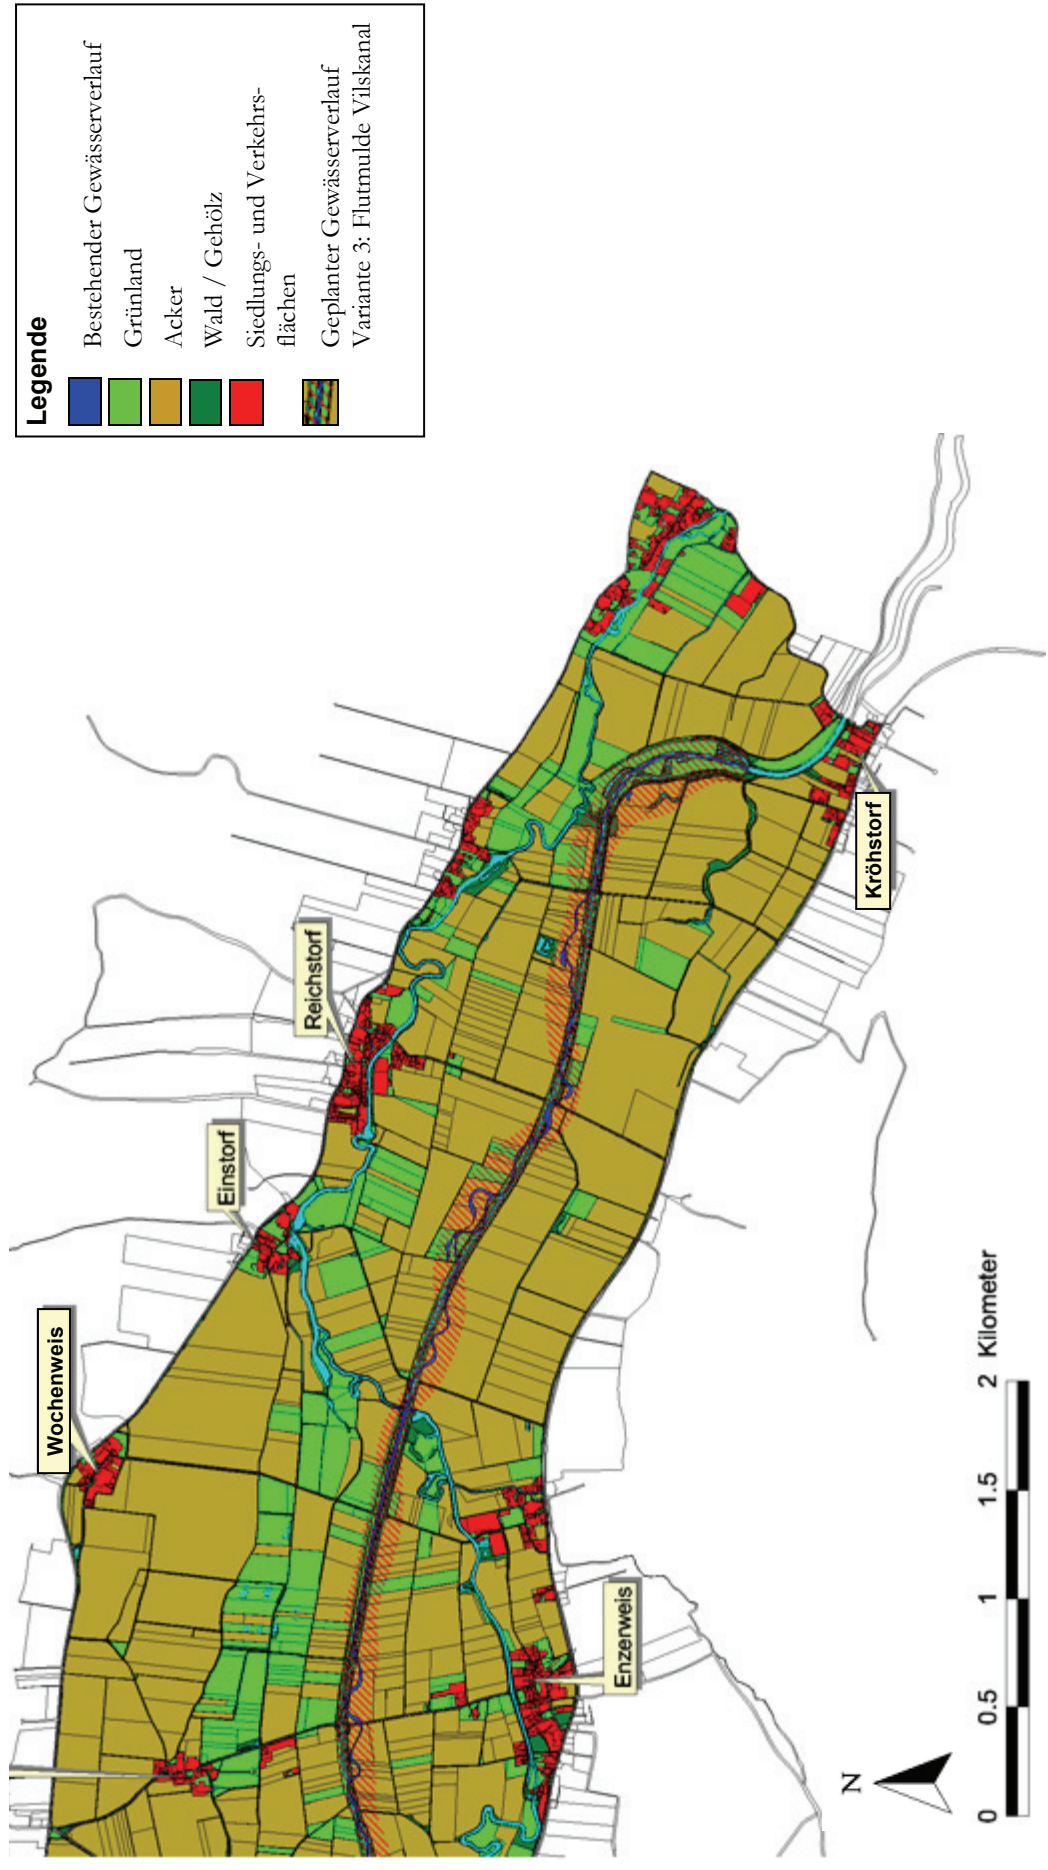 Legende
Bestehender Gewässerverlauf
Grünland
Acker
Wald / Gehölz
Siedlungs- und Verkehrs-
flächen
Geplanter Gewässerverlauf
Variante 3: Flutmulde Vilskanal
Wochenweis
Einstorf
Reichstorf
Enzerweis
Kröhstorf
N
0 0.5 1 1.5 2 Kilometer